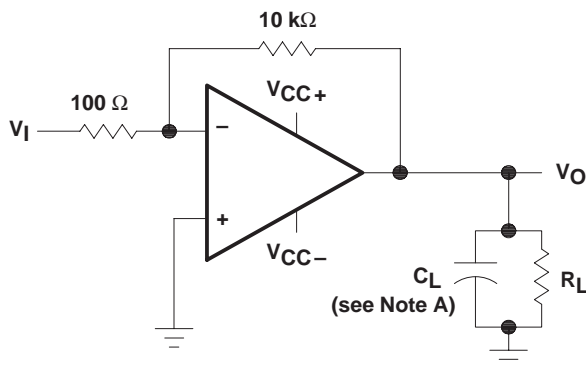 10 kΩ
100 Ω
VCC+
VI
−
VO
+
VCC−
CL
RL
(see Note A)